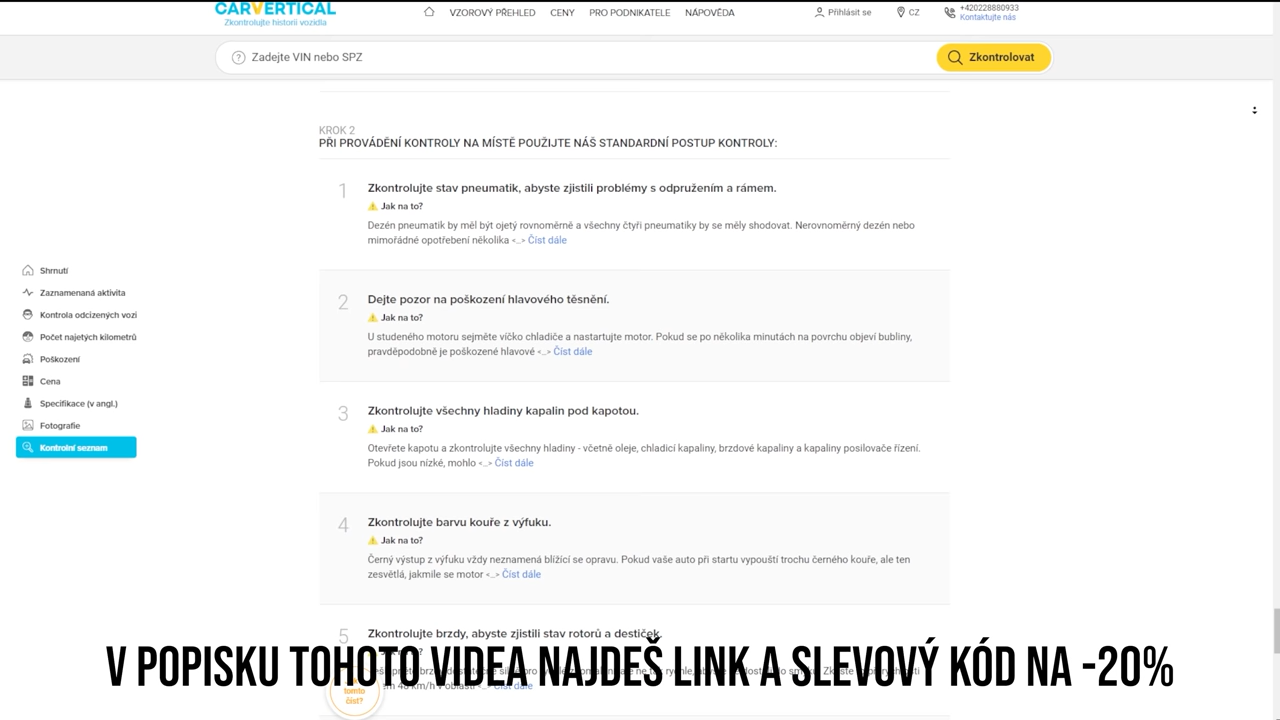 CARVERTICAL
Zkontrolujte historii vozidla
VZOROVÝ PŘEHLED
CENY
PRO PODNIKATELE
NÁPOVĚDA
Přihlásit se
CZ
+420228880933
Kontaktujte nás
Zadejte VIN nebo SPZ
Zkontrolovat
KROK 2
PŘI PROVÁDĚNÍ KONTROLY NA MÍSTĚ POUŽIJTE NÁŠ STANDARDNÍ POSTUP KONTROLY:
1
Zkontrolujte stav pneumatik, abyste zjistili problémy s odpružením a rámem.
Jak na to?
Dezén pneumatik by měl být ojetý rovnoměrně a všechny čtyři pneumatiky by se měly shodovat. Nerovnoměrný dezén nebo
mimořádné opotřebení několika <...> Číst dále
2
Dejte pozor na poškození hlavového těsnění.
Jak na to?
U studeného motoru sejměte víčko chladiče a nastartujte motor. Pokud se po několika minutách na povrchu objeví bubliny,
pravděpodobně je poškozené hlavové <...> Číst dále
3
Zkontrolujte všechny hladiny kapalin pod kapotou.
Jak na to?
Otevřete kapotu a zkontrolujte všechny hladiny - včetně oleje, chladicí kapaliny, brzdové kapaliny a kapaliny posilovače řízení.
Pokud jsou nízké, mohlo <...> Číst dále
4
Zkontrolujte barvu kouře z výfuku.
Jak na to?
Černý výstup z výfuku vždy neznamená blížící se opravu. Pokud vaše auto při startu vypouští trochu černého kouře, ale ten
zesvětlá, jakmile se motor <...> Číst dále
5
Zkontrolujte brzdy, abyste zjistili stav rotorů a destiček.
Shrnutí
Zaznamenaná aktivita
Kontrola odcizených vozi
Počet najetých kilometrů
Poškození
Cena
Specifikace (v angl.)
Fotografie
Kontrolní seznam
V POPISKU TOHOTO VIDEA NAJDEŠ LINK A SLEVOVÝ KÓD NA -20%
Číst dále
tomto
číst?